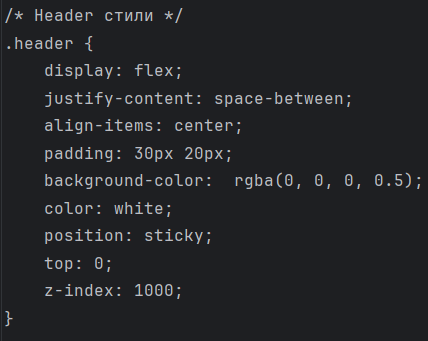 /* Header стили */
.header {
    display: flex;
    justify-content: space-between;
    align-items: center;
    padding: 30px 20px;
    background-color:  rgba(0, 0, 0, 0.5);
    color: white;
    position: sticky;
    top: 0;
    z-index: 1000;
}